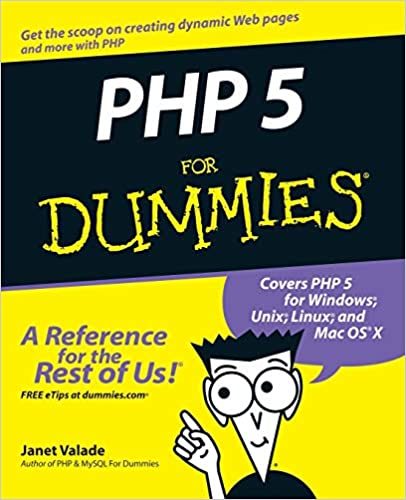 Get the scoop on creating dynamic Web pages
and more with PHP
PHP 5
FOR
DUMMIES®
Covers PHP 5
for Windows;
Unix; Linux; and
Mac OS® X
A Reference
for the
Rest of Us!®
FREE eTips at dummies.com®
Janet Valade
Author of PHP & MySQL For Dummies